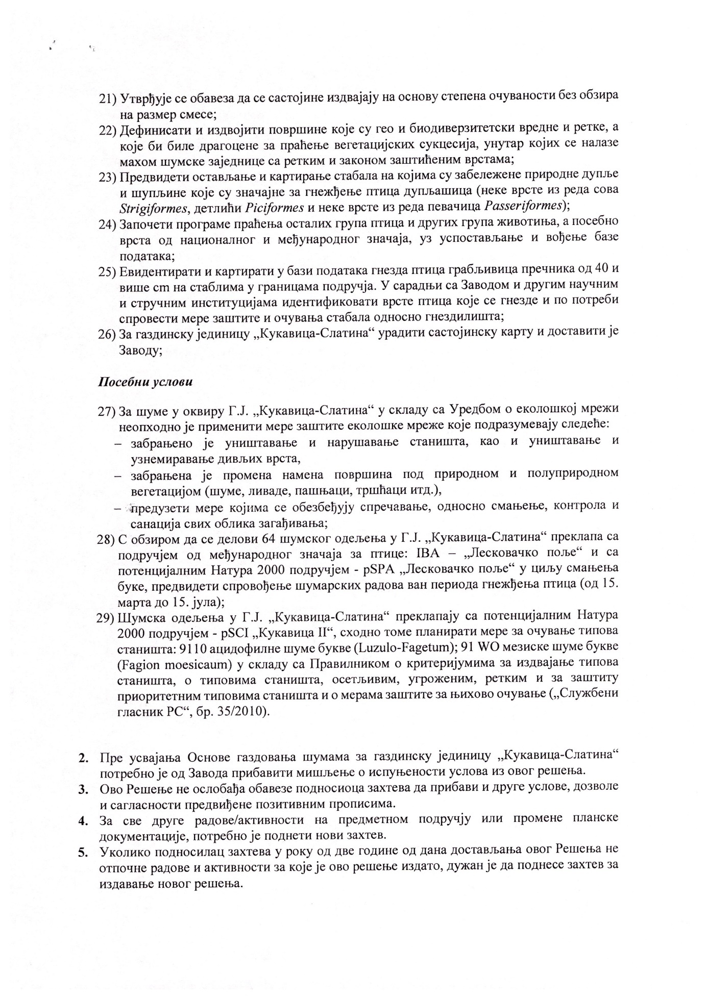 21) Утврђује се обавеза да се састојине издвајају на основу степена очуваности без обзира
на размер смесе;
22) Дефинисати и издвојити површине које су гео и биодиверзитетски вредне и ретке, а
које би биле драгоцене за праћење вегетацијских сукцесија, унутар којих се налазе
махом шумске заједнице са ретким и законом заштићеним врстама;
23) Предвидети остављање и картирање стабала на којима су забележене природне дупље
и шупљине које су значајне за гнежђење птица дупљашица (неке врсте из реда сова
Strigiformes, детлићи Piciformes и неке врсте из реда певачица Passeriformes);
24) Започети програме праћења осталих група птица и других група животиња, а посебно
врста од националног и међународног значаја, уз успостављање и вођење базе
података;
25) Евидентирати и картирати у бази података гнезда птица грабљивица пречника од 40 и
више cm на стаблима у границама подручја. У сарадњи са Заводом и другим научним
и стручним институцијама идентификовати врсте птица које се гнезде и по потреби
спровести мере заштите и очувања стабала односно гнездилишта;
26) За газдинску јединицу „Кукавица-Слатина“ урадити састојинску карту и доставити је
Заводу;
Посебни услови
27) За шуме у оквиру Г.Ј. „Кукавица-Слатина“ у складу са Уредбом о еколошкој мрежи
неопходно је применити мере заштите еколошке мреже које подразумевају следеће:
– забрањено је уништавање и нарушавање станишта, као и уништавање и
узнемиравање дивљих врста,
– забрањена је промена намена површина под природном и полуприродном
вегетацијом (шуме, ливаде, пашњаци, тршћаци итд.),
– предузети мере којима се обезбеђују спречавање, односно смањење, контрола и
санација свих облика загађивања;
28) С обзиром да се делови 64 шумског одељења у Г.Ј. „Кукавица-Слатина“ преклапа са
подручјем од међународног значаја за птице: IBA – „Лесковачко поље“ и са
потенцијалним Натура 2000 подручјем - pSPA „Лесковачко поље“ у циљу смањења
буке, предвидети спровођење шумарских радова ван периода гнежђења птица (од 15.
марта до 15. јула);
29) Шумска одељења у Г.Ј. „Кукавица-Слатина“ преклапају са потенцијалним Натура
2000 подручјем - pSCI „Кукавица II“, сходно томе планирати мере за очување типова
станишта: 9110 ацидофилне шуме букве (Luzulo-Fagetum); 91 WO мезиске шуме букве
(Fagion moesicaum) у складу са Правилником о критеријумима за издвајање типова
станишта, о типовима станишта, осетљивим, угроженим, ретким и за заштиту
приоритетним типовима станишта и о мерама заштите за њихово очување („Службени
гласник РС“, бр. 35/2010).
2. Пре усвајања Основе газдовања шумама за газдинску јединицу „Кукавица-Слатина“
потребно је од Завода прибавити мишљење о испуњености услова из овог решења.
3. Ово Решење не ослобађа обавезе подносиоца захтева да прибави и друге услове, дозволе
и сагласности предвиђене позитивним прописима.
4. За све друге радове/активности на предметном подручју или промене планске
документације, потребно је поднети нови захтев.
5. Уколико подносилац захтева у року од две године од дана достављања овог Решења не
отпочне радове и активности за које је ово решење издато, дужан је да поднесе захтев за
издавање новог решења.